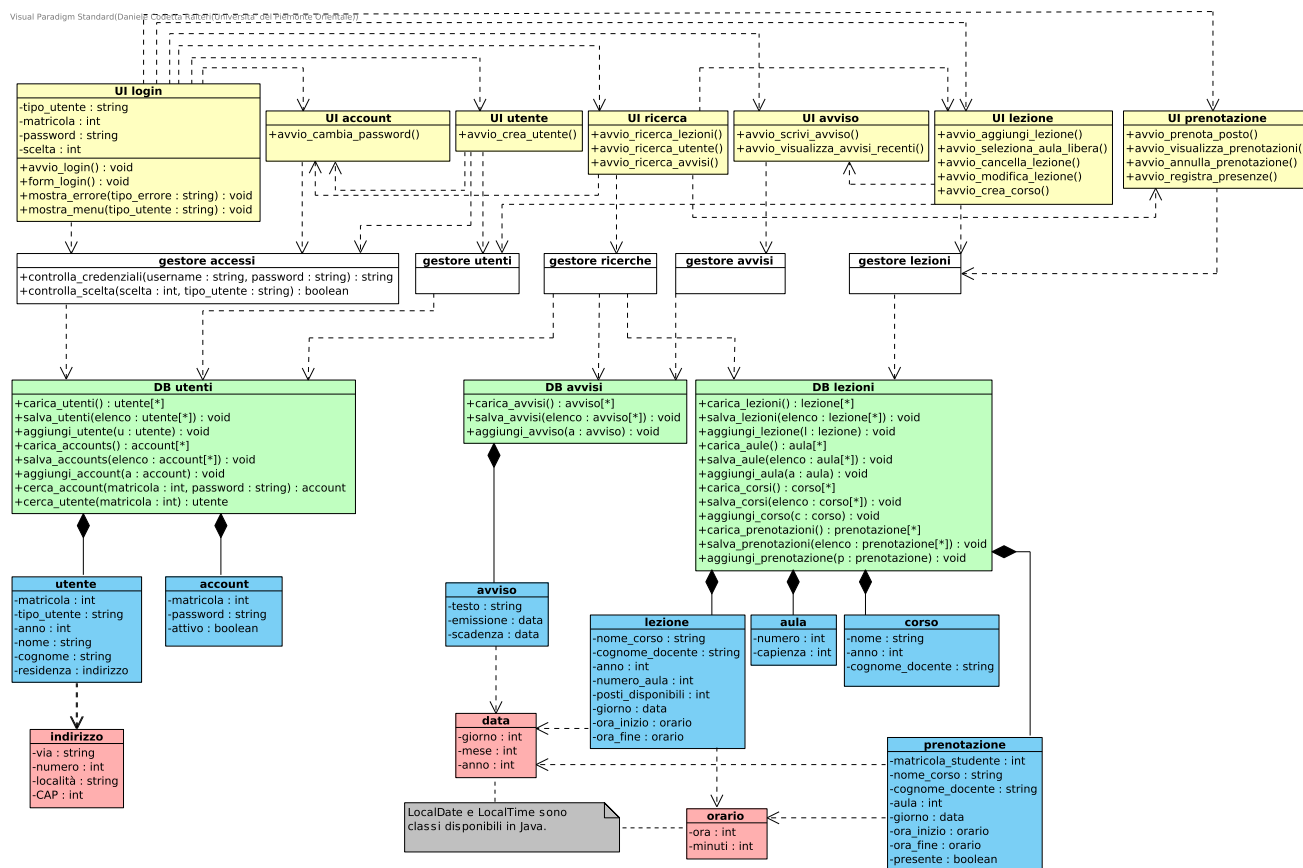 Visual Paradigm Standard(Daniele Codetta Raiteri(Universita' del Piemonte Orientale))
UI login
-tipo_utente : string
-matricola : int
-password : string
-scelta : int
+avvio_login() : void
+form_login() : void
+mostra_errore(tipo_errore : string) : void
+mostra_menu(tipo_utente : string) : void
UI account
+avvio_cambia_password()
UI utente
+avvio_crea_utente()
UI ricerca
+avvio_ricerca_lezioni()
+avvio_ricerca_utente()
+avvio_ricerca_avvisi()
UI avviso
+avvio_scrivi_avviso()
+avvio_visualizza_avvisi_recenti()
UI lezione
+avvio_aggiungi_lezione()
+avvio_seleziona_aula_libera()
+avvio_cancella_lezione()
+avvio_modifica_lezione()
+avvio_crea_corso()
UI prenotazione
+avvio_prenota_posto()
+avvio_visualizza_prenotazioni()
+avvio_annulla_prenotazione()
+avvio_registra_presenze()
gestore accessi
+controlla_credenziali(username : string, password : string) : string
+controlla_scelta(scelta : int, tipo_utente : string) : boolean
gestore utenti
gestore ricerche
gestore avvisi
gestore lezioni
DB utenti
+carica_utenti() : utente[*]
+salva_utenti(elenco : utente[*]) : void
+aggiungi_utente(u : utente) : void
+carica_accounts() : account[*]
+salva_accounts(elenco : account[*]) : void
+aggiungi_account(a : account) : void
+cerca_account(matricola : int, password : string) : account
+cerca_utente(matricola : int) : utente
DB avvisi
+carica_avvisi() : avviso[*]
+salva_avvisi(elenco : avviso[*]) : void
+aggiungi_avviso(a : avviso) : void
DB lezioni
+carica_lezioni() : lezione[*]
+salva_lezioni(elenco : lezione[*]) : void
+aggiungi_lezione(l : lezione) : void
+carica_aule() : aula[*]
+salva_aule(elenco : aula[*]) : void
+aggiungi_aula(a : aula) : void
+carica_corsi() : corso[*]
+salva_corsi(elenco : corso[*]) : void
+aggiungi_corso(c : corso) : void
+carica_prenotazioni() : prenotazione[*]
+salva_prenotazioni(elenco : prenotazione[*]) : void
+aggiungi_prenotazione(p : prenotazione) : void
utente
-matricola : int
-tipo_utente : string
-anno : int
-nome : string
-cognome : string
-residenza : indirizzo
account
-matricola : int
-password : string
-attivo : boolean
avviso
-testo : string
-emissione : data
-scadenza : data
lezione
-nome_corso : string
-cognome_docente : string
-anno : int
-numero_aula : int
-posti_disponibili : int
-giorno : data
-ora_inizio : orario
-ora_fine : orario
aula
-numero : int
-capienza : int
corso
-nome : string
-anno : int
-cognome_docente : string
indirizzo
-via : string
-numero : int
-località : string
-CAP : int
data
-giorno : int
-mese : int
-anno : int
prenotazione
-matricola_studente : int
-nome_corso : string
-cognome_docente : string
-aula : int
-giorno : data
-ora_inizio : orario
-ora_fine : orario
-presente : boolean
LocalDate e LocalTime sono
classi disponibili in Java.
orario
-ora : int
-minuti : int